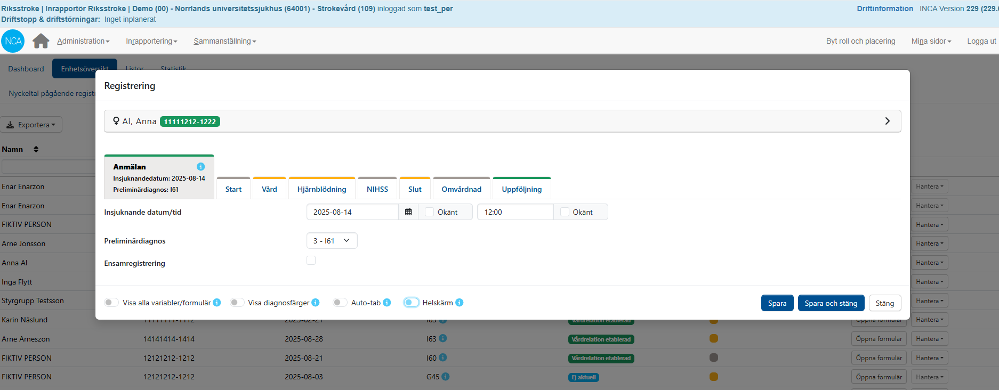 Riksstroke | Inrapportör Riksstroke | Demo (00) - Norrlands universitetssjukhus (64001) - Strokevård (109) inloggad som test_per
Driftinformation INCA Version 229 (229.
Driftstopp & driftstörningar: Inget inplanerat
INCA
Administration
Inrapportering
Sammanställning
Byt roll och placering
Mina sidor
Logga ut
Dashboard
Enhetsöversikt
Listor
Statistik
Nyckeltal pågående registr
Exportera
Namn
Registrering
Al, Anna 11111212-1222
Anmälan
Insjuknandedatum: 2025-08-14
Preliminärdiagnos: I61
Start
Vård
Hjärnblödning
NIHSS
Slut
Omvårdnad
Uppföljning
Insjuknande datum/tid 2025-08-14 Okänt 12:00 Okänt
Preliminärdiagnos 3 - I61
Ensamregistrering
Visa alla variabler/formulär Visa diagnosfärger Auto-tab Helskärm
Spara
Spara och stäng
Stäng
Enar Enarzon Hantera
Enar Enarzon Hantera
FIKTIV PERSON Hantera
Arne Jonsson Hantera
Anna Al Hantera
Inga Flytt Hantera
Styrgrupp Testsson Hantera
Karin Näslund 11111111-1112 2025-02-21 I63 Vårdrelation etablerad Öppna formulär Hantera
Arne Arneszon 14141414-1414 2025-08-28 I63 Vårdrelation etablerad Öppna formulär Hantera
FIKTIV PERSON 12121212-1212 2025-08-21 I60 Vårdrelation etablerad Öppna formulär Hantera
FIKTIV PERSON 12121212-1212 2025-08-03 G45 Ej aktuell Öppna formulär Hantera